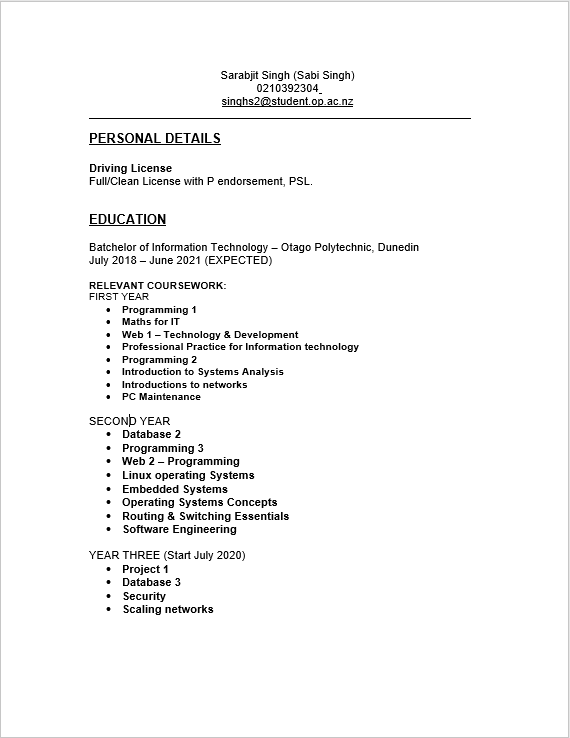 Sarabjit Singh (Sabi Singh)
0210392304
singhs2@student.op.ac.nz
PERSONAL DETAILS
Driving License
Full/Clean License with P endorsement, PSL.
EDUCATION
Batchelor of Information Technology – Otago Polytechnic, Dunedin
July 2018 – June 2021 (EXPECTED)
RELEVANT COURSEWORK:
FIRST YEAR
• Programming 1
• Maths for IT
• Web 1 – Technology & Development
• Professional Practice for Information technology
• Programming 2
• Introduction to Systems Analysis
• Introductions to networks
• PC Maintenance
SECOND YEAR
• Database 2
• Programming 3
• Web 2 – Programming
• Linux operating Systems
• Embedded Systems
• Operating Systems Concepts
• Routing & Switching Essentials
• Software Engineering
YEAR THREE (Start July 2020)
• Project 1
• Database 3
• Security
• Scaling networks